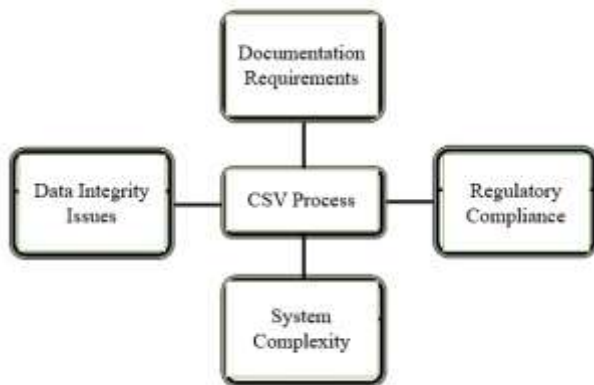 Documentation
Requirements
Data Integrity
Issues
CSV Process
Regulatory
Compliance
System
Complexity